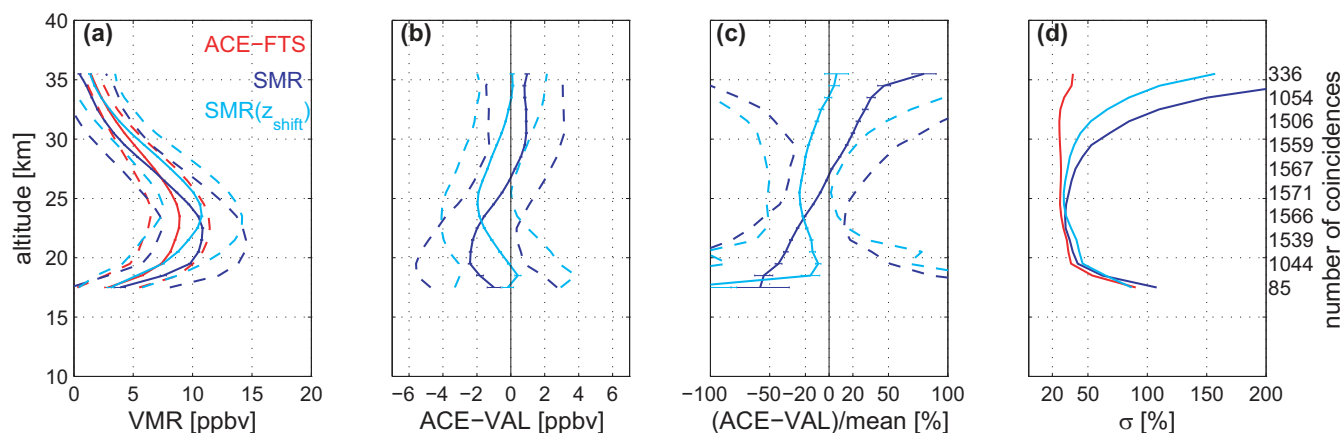 (a)
(b)
(c)
(d)
ACE−FTS
SMR
SMR(z_shift)
altitude [km]
40
35
30
25
20
15
10
0 5 10 15 20
VMR [ppbv]
−6 −4 −2 0 2 4 6
ACE−VAL [ppbv]
−100 −50 −20 0 20 50 100
(ACE−VAL)/mean [%]
20 50 100 150 200
σ [%]
336
1054
1506
1559
1567
1571
1566
1539
1044
85
number of coincidences